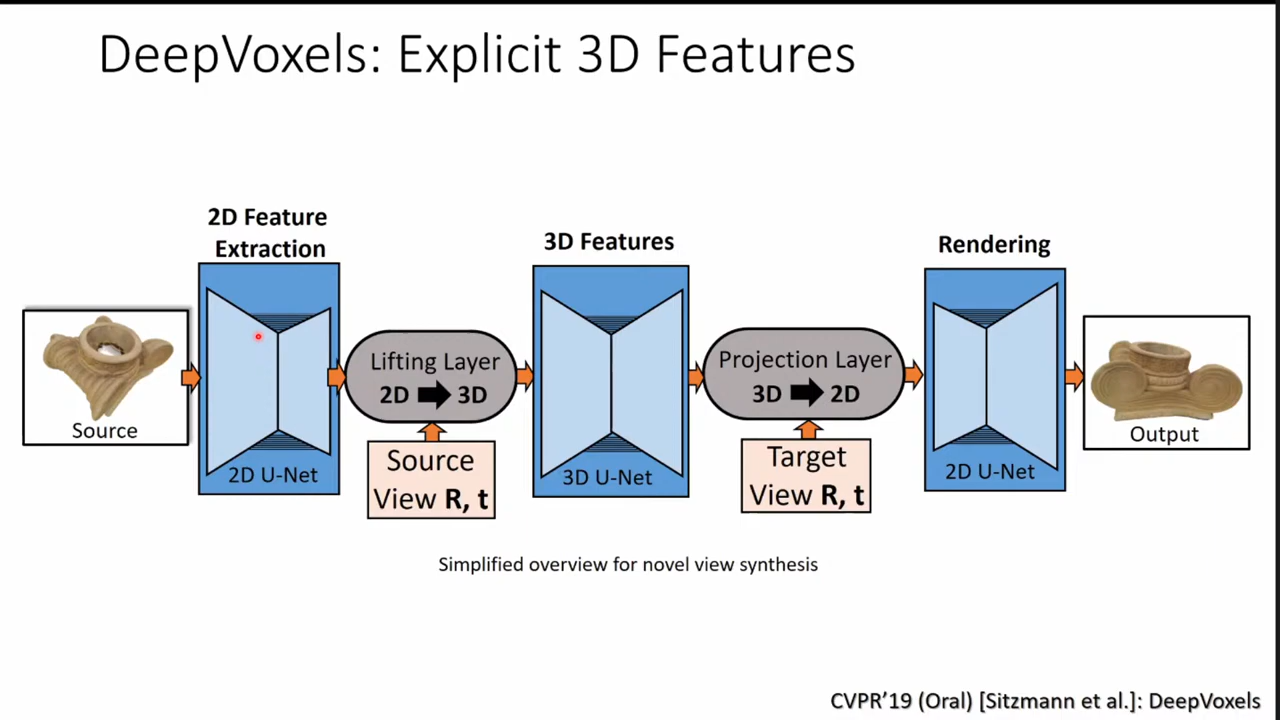 DeepVoxels: Explicit 3D Features
2D Feature
Extraction
3D Features
Rendering
Source
2D U-Net
Lifting Layer
2D 3D
Source
View R, t
3D U-Net
Projection Layer
3D 2D
Target
View R, t
2D U-Net
Output
Simplified overview for novel view synthesis
CVPR'19 (Oral) [Sitzmann et al.]: DeepVoxels